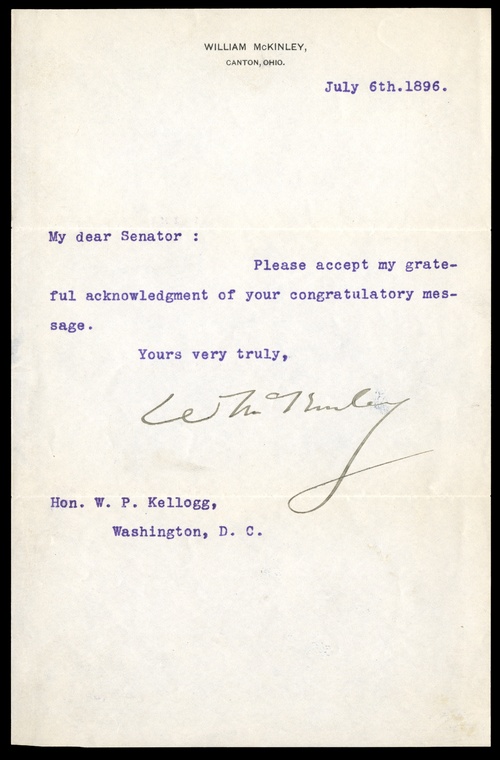 WILLIAM McKINLEY,
CANTON, OHIO.
July 6th.1896.
My dear Senator :
Please accept my grate-
ful acknowledgment of your congratulatory mes-
sage.
Yours very truly,
Wm McKinley
Hon. W. P. Kellogg,
Washington, D. C.